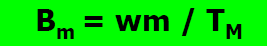 Bm = wm / TM